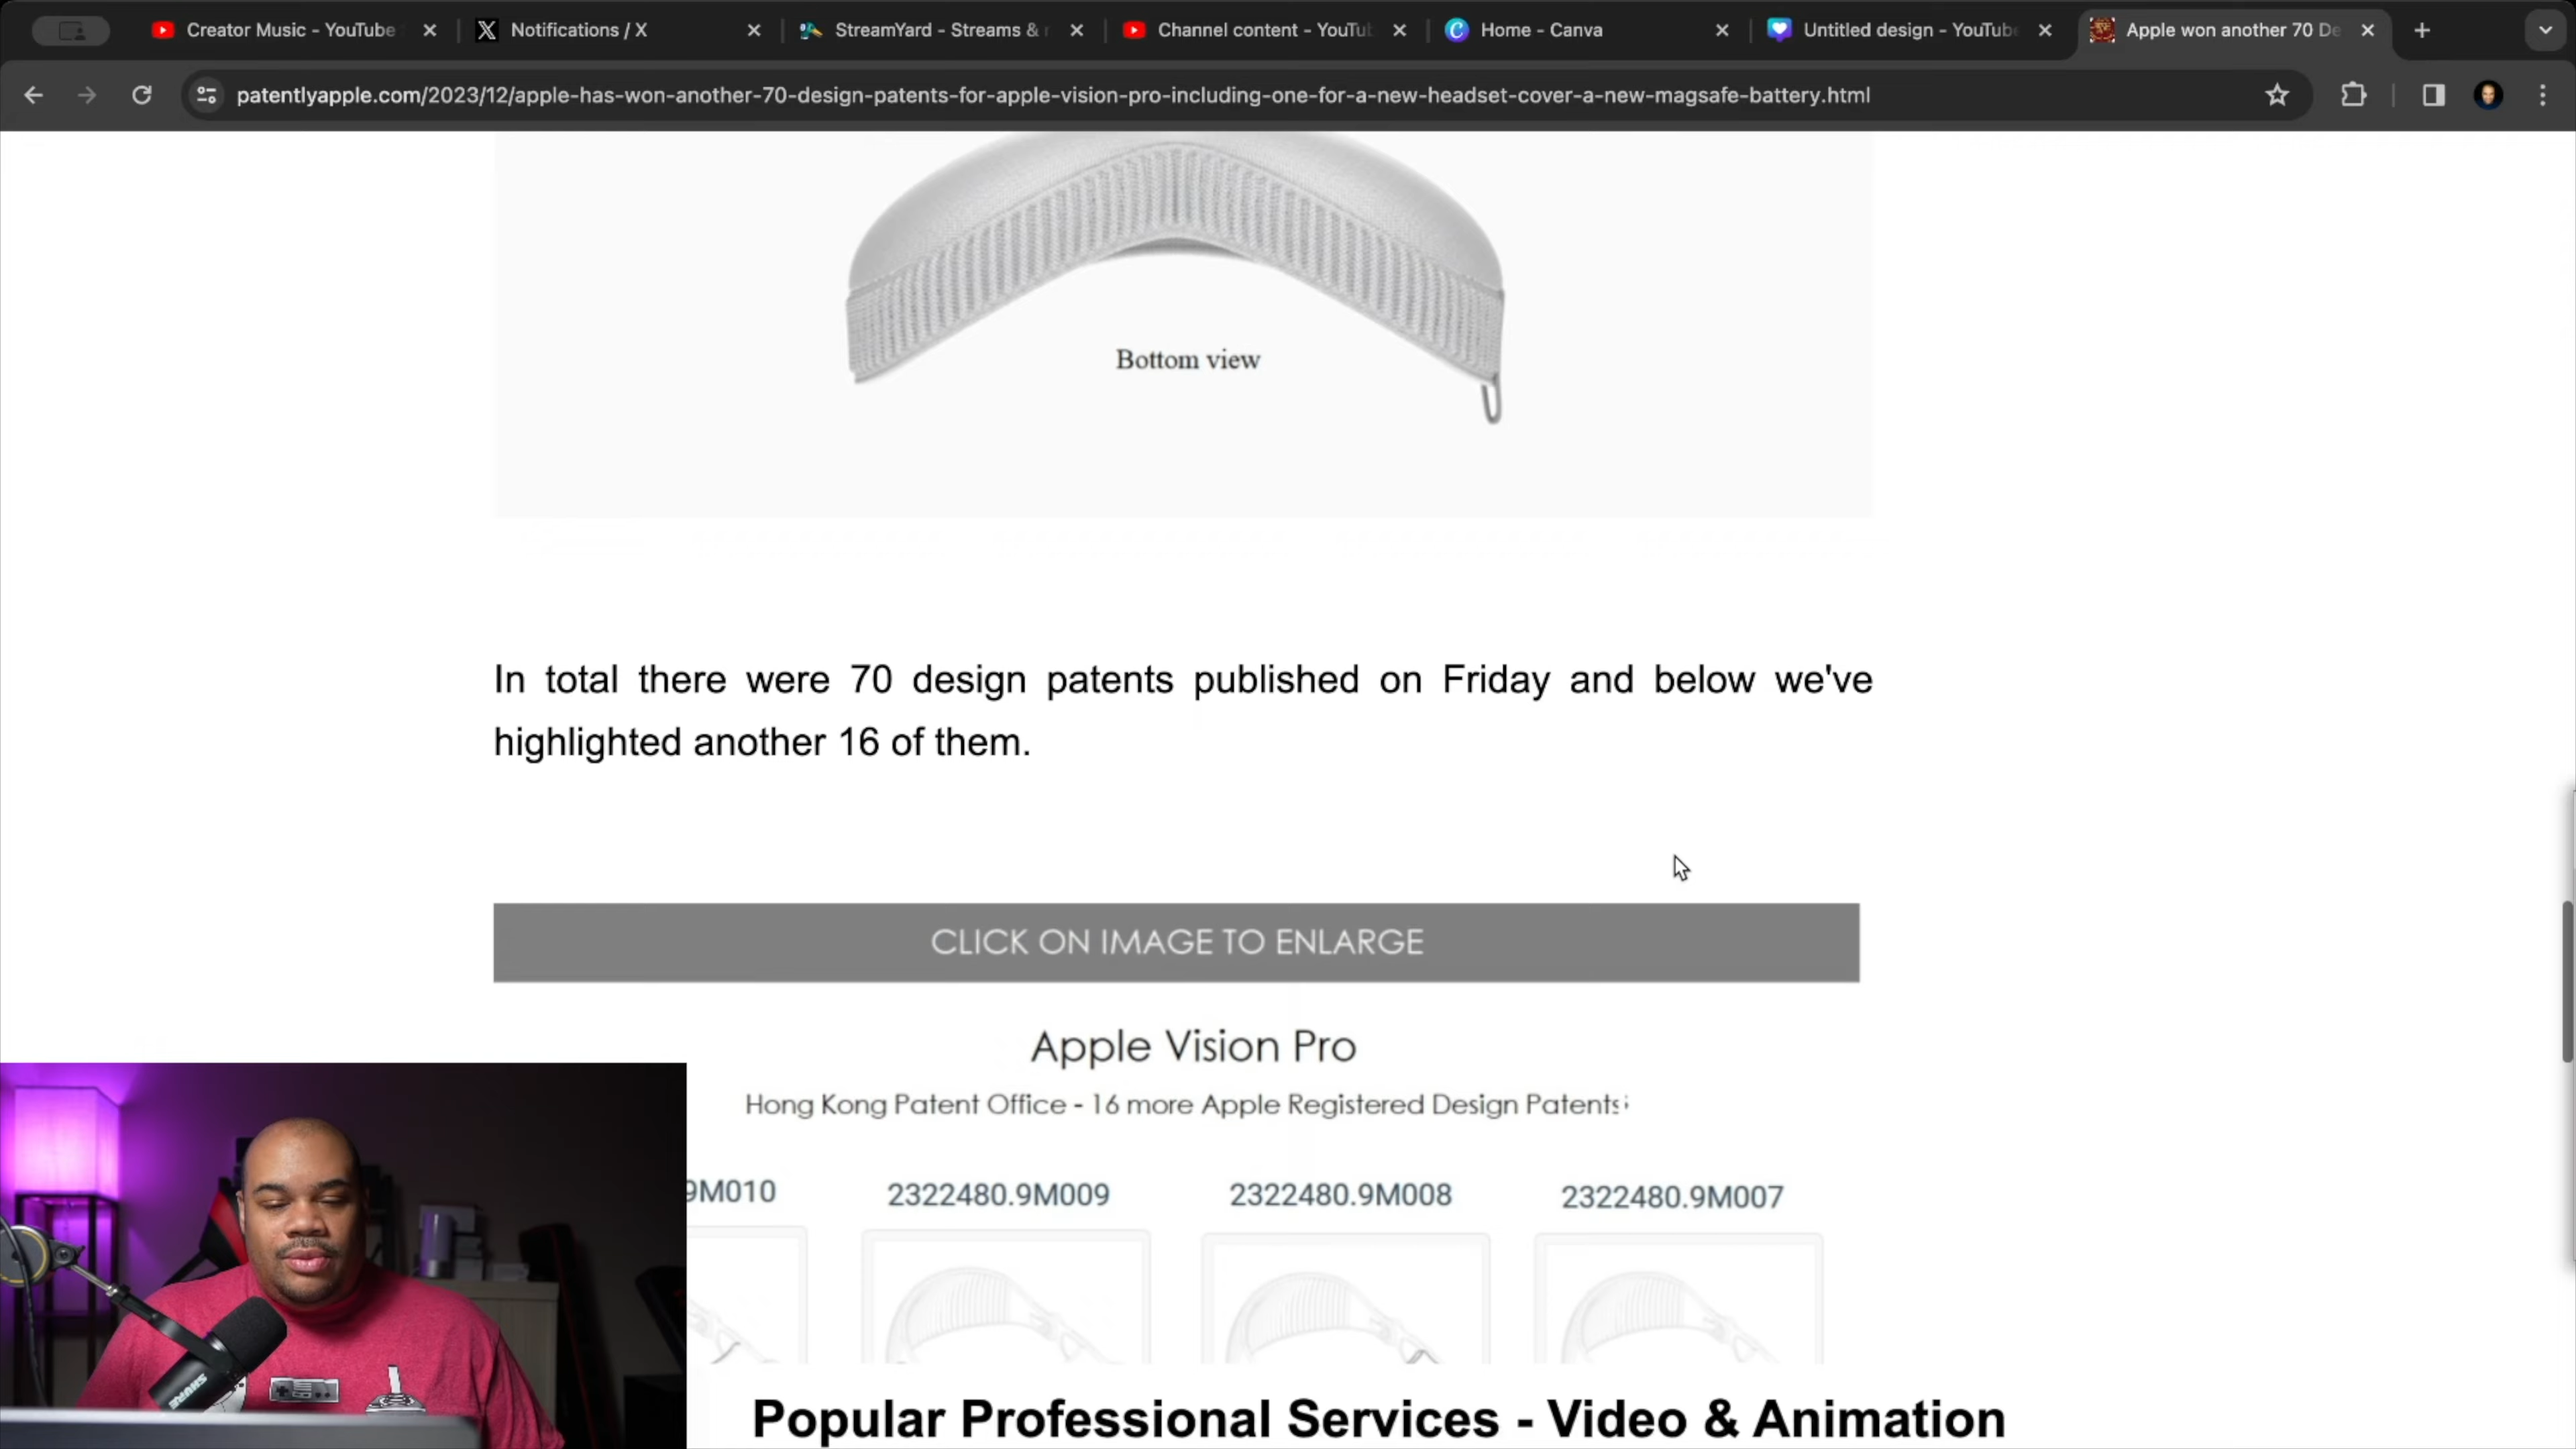 Creator Music - YouTube
Notifications / X
StreamYard - Streams &
Channel content - YouTu
Home - Canva
Untitled design - YouTub
Apple won another 70 De
patentlyapple.com/2023/12/apple-has-won-another-70-design-patents-for-apple-vision-pro-including-one-for-a-new-headset-cover-a-new-magsafe-battery.html
Bottom view
In total there were 70 design patents published on Friday and below we've
highlighted another 16 of them.
CLICK ON IMAGE TO ENLARGE
Apple Vision Pro
Hong Kong Patent Office - 16 more Apple Registered Design Patents
9M010
2322480.9M009
2322480.9M008
2322480.9M007
SHURE
Popular Professional Services - Video & Animation